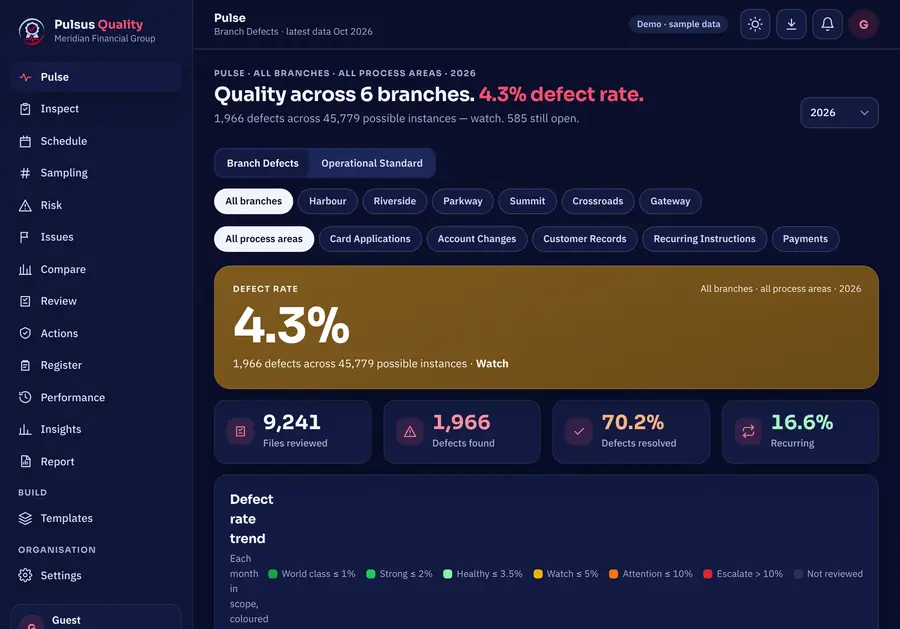 Pulsus Quality
Meridian Financial Group
Pulse
Inspect
Schedule
Sampling
Risk
Issues
Compare
Review
Actions
Register
Performance
Insights
Report
BUILD
Templates
ORGANISATION
Settings
G
Guest
Pulse
Branch Defects · latest data Oct 2026
Demo · sample data
G
PULSE · ALL BRANCHES · ALL PROCESS AREAS · 2026
Quality across 6 branches. 4.3% defect rate.
1,966 defects across 45,779 possible instances — watch. 585 still open.
2026
Branch Defects
Operational Standard
All branches
Harbour
Riverside
Parkway
Summit
Crossroads
Gateway
All process areas
Card Applications
Account Changes
Customer Records
Recurring Instructions
Payments
DEFECT RATE
All branches · all process areas · 2026
4.3%
1,966 defects across 45,779 possible instances · Watch
9,241
Files reviewed
1,966
Defects found
70.2%
Defects resolved
16.6%
Recurring
Defect
rate
trend
Each
month
in
scope,
coloured
World class ≤ 1%
Strong ≤ 2%
Healthy ≤ 3.5%
Watch ≤ 5%
Attention ≤ 10%
Escalate > 10%
Not reviewed